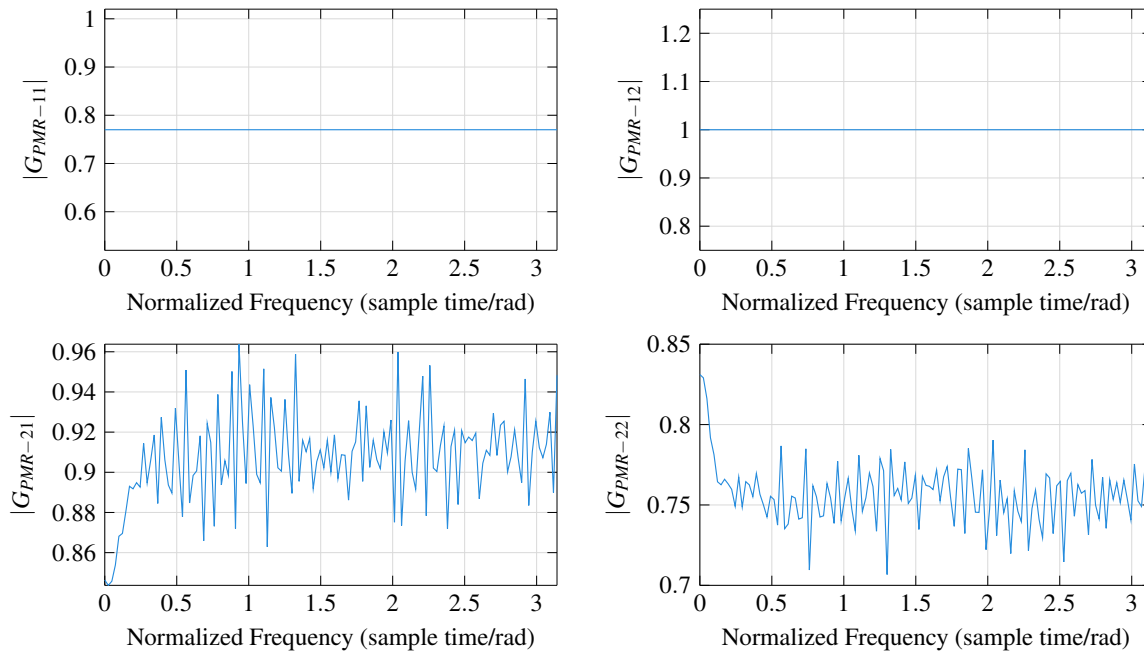 1
0.9
0.8
0.7
0.6
|G_{PMR−11}|
0 0.5 1 1.5 2 2.5 3
Normalized Frequency (sample time/rad)
1.2
1.1
1
0.9
0.8
|G_{PMR−12}|
0 0.5 1 1.5 2 2.5 3
Normalized Frequency (sample time/rad)
0.96
0.94
0.92
0.9
0.88
0.86
|G_{PMR−21}|
0 0.5 1 1.5 2 2.5 3
Normalized Frequency (sample time/rad)
0.85
0.8
0.75
0.7
|G_{PMR−22}|
0 0.5 1 1.5 2 2.5 3
Normalized Frequency (sample time/rad)